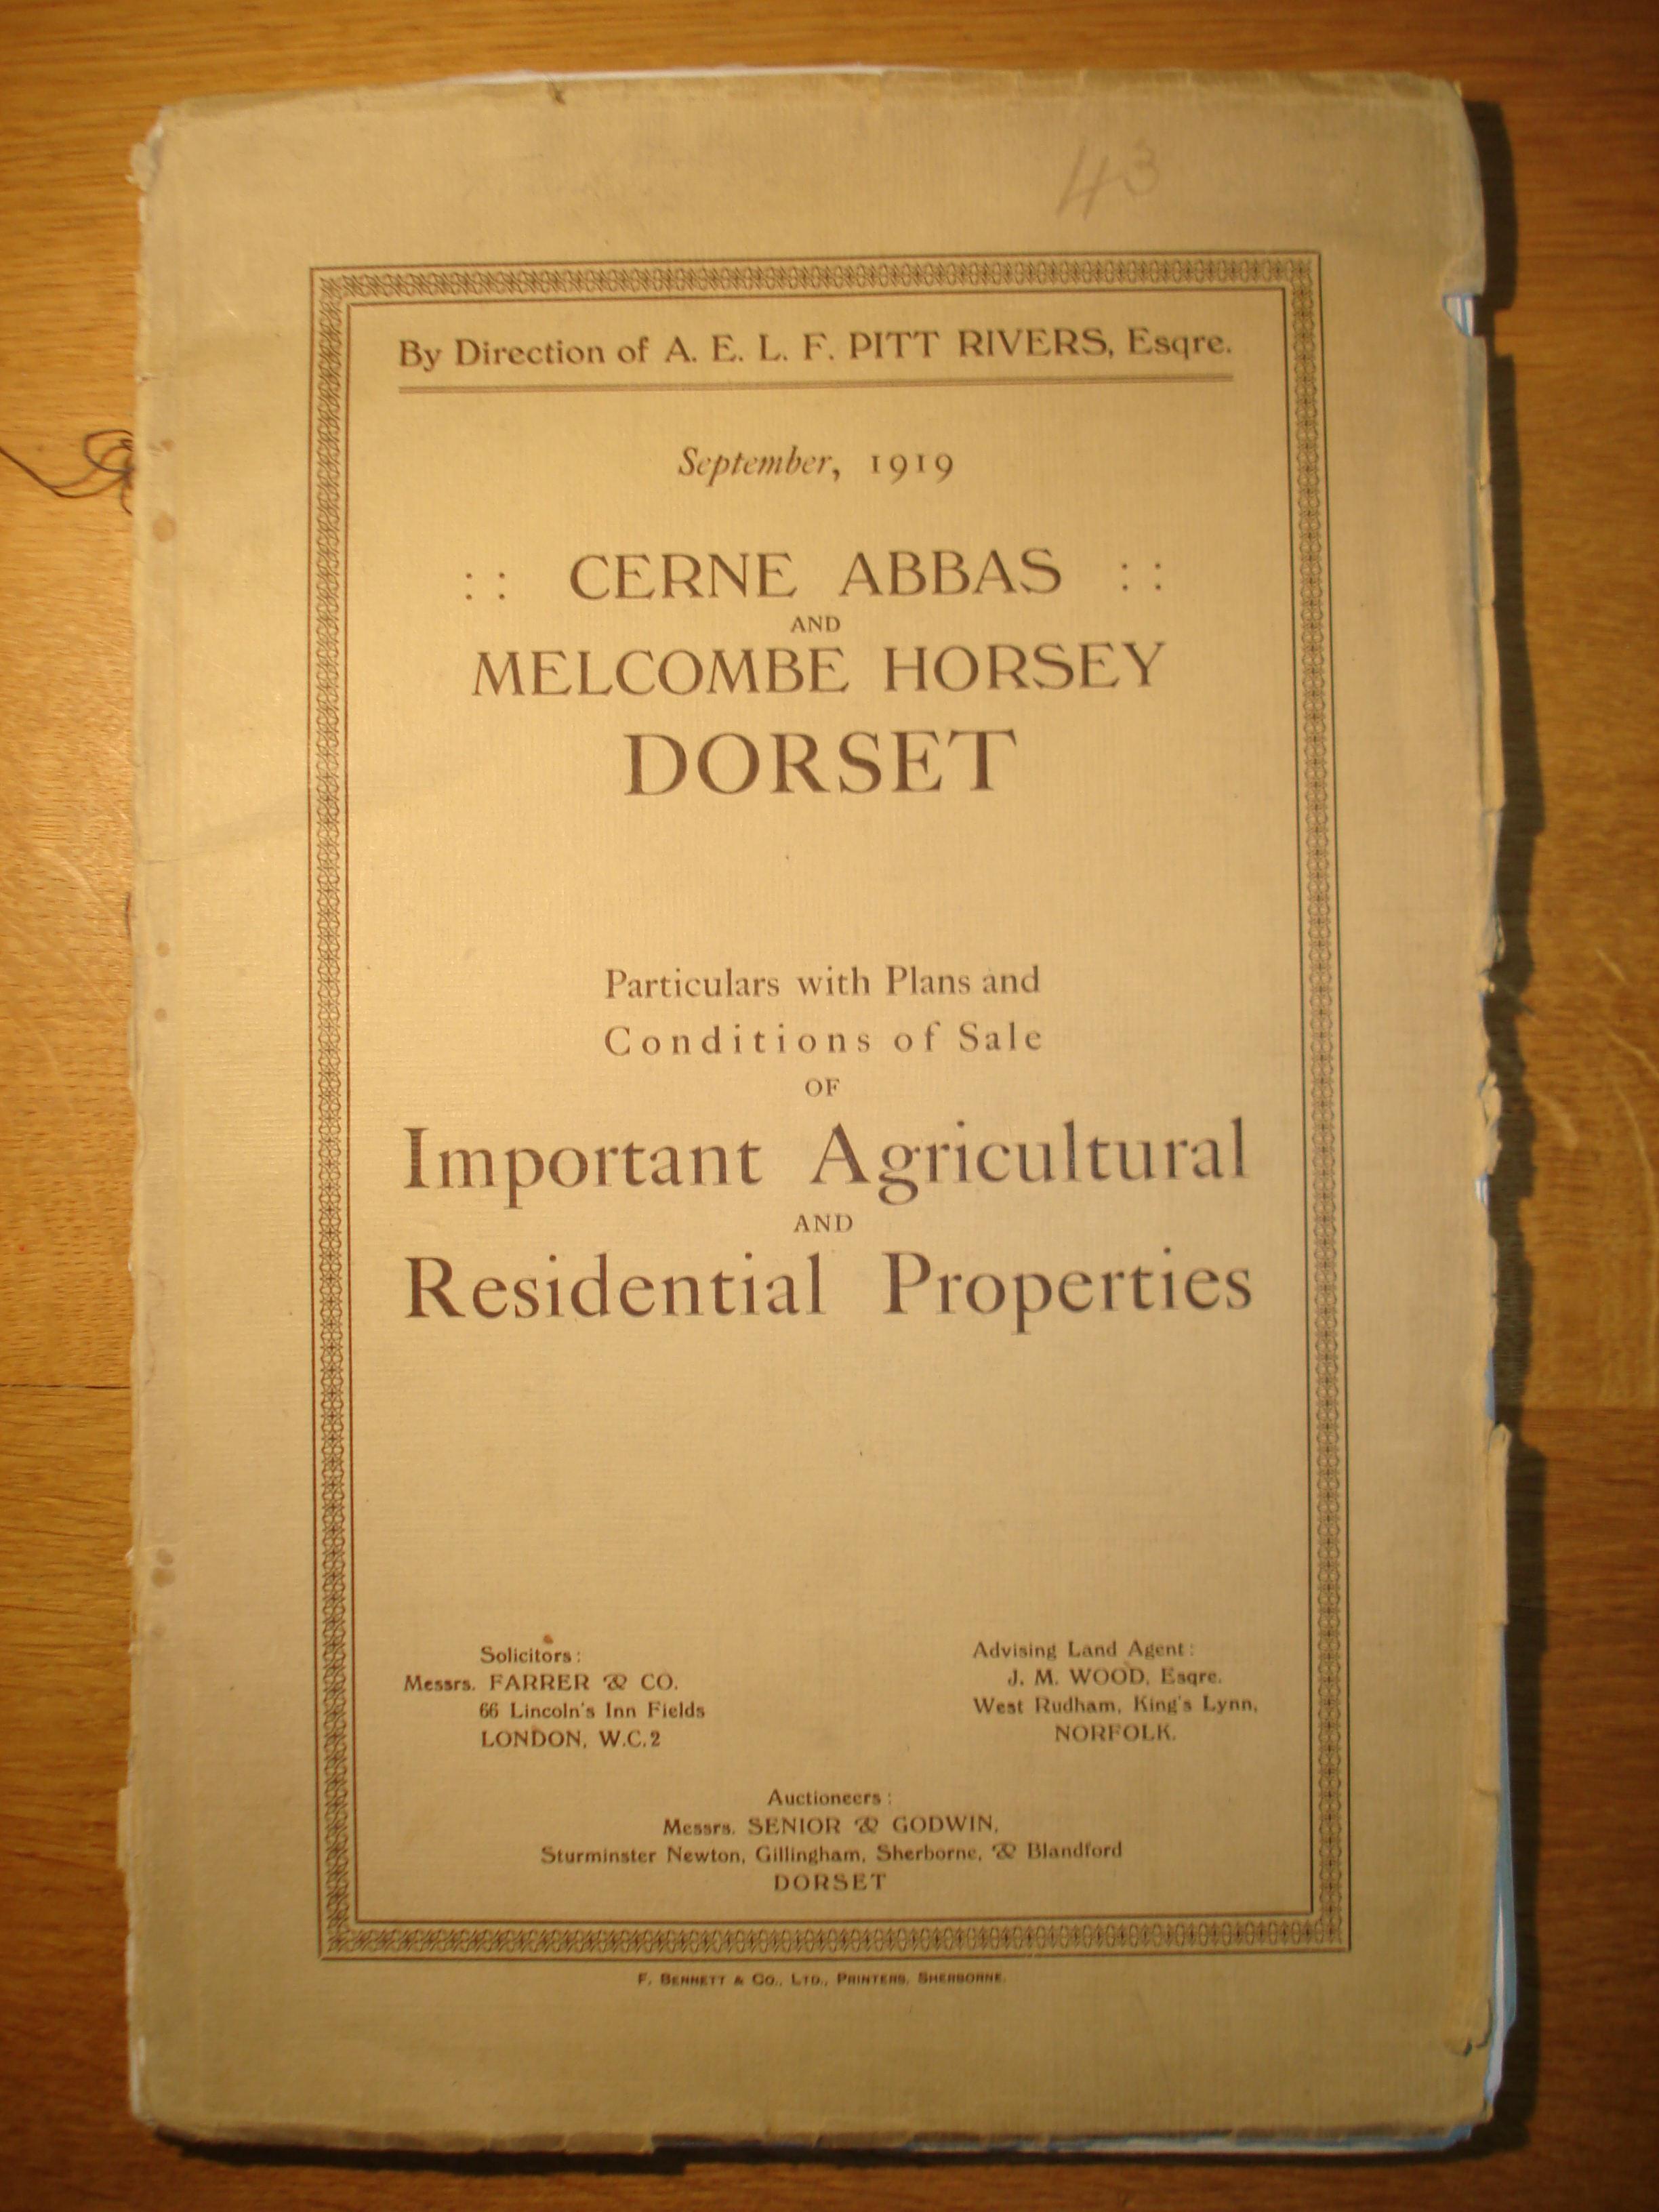 43
By Direction of A. E. L. F. PITT RIVERS, Esqre.
September, 1919
: : CERNE ABBAS : :
AND
MELCOMBE HORSEY
DORSET
Particulars with Plans and
Conditions of Sale
OF
Important Agricultural
AND
Residential Properties
Solicitors:
Messrs. FARRER & CO.
66 Lincoln's Inn Fields
LONDON, W.C.2
Advising Land Agent:
J. M. WOOD, Esqre.
West Rudham, King's Lynn,
NORFOLK.
Auctioneers:
Messrs. SENIOR & GODWIN,
Sturminster Newton, Gillingham, Sherborne, & Blandford
DORSET
F. BENNETT & CO., LTD., PRINTERS, SHERBORNE.